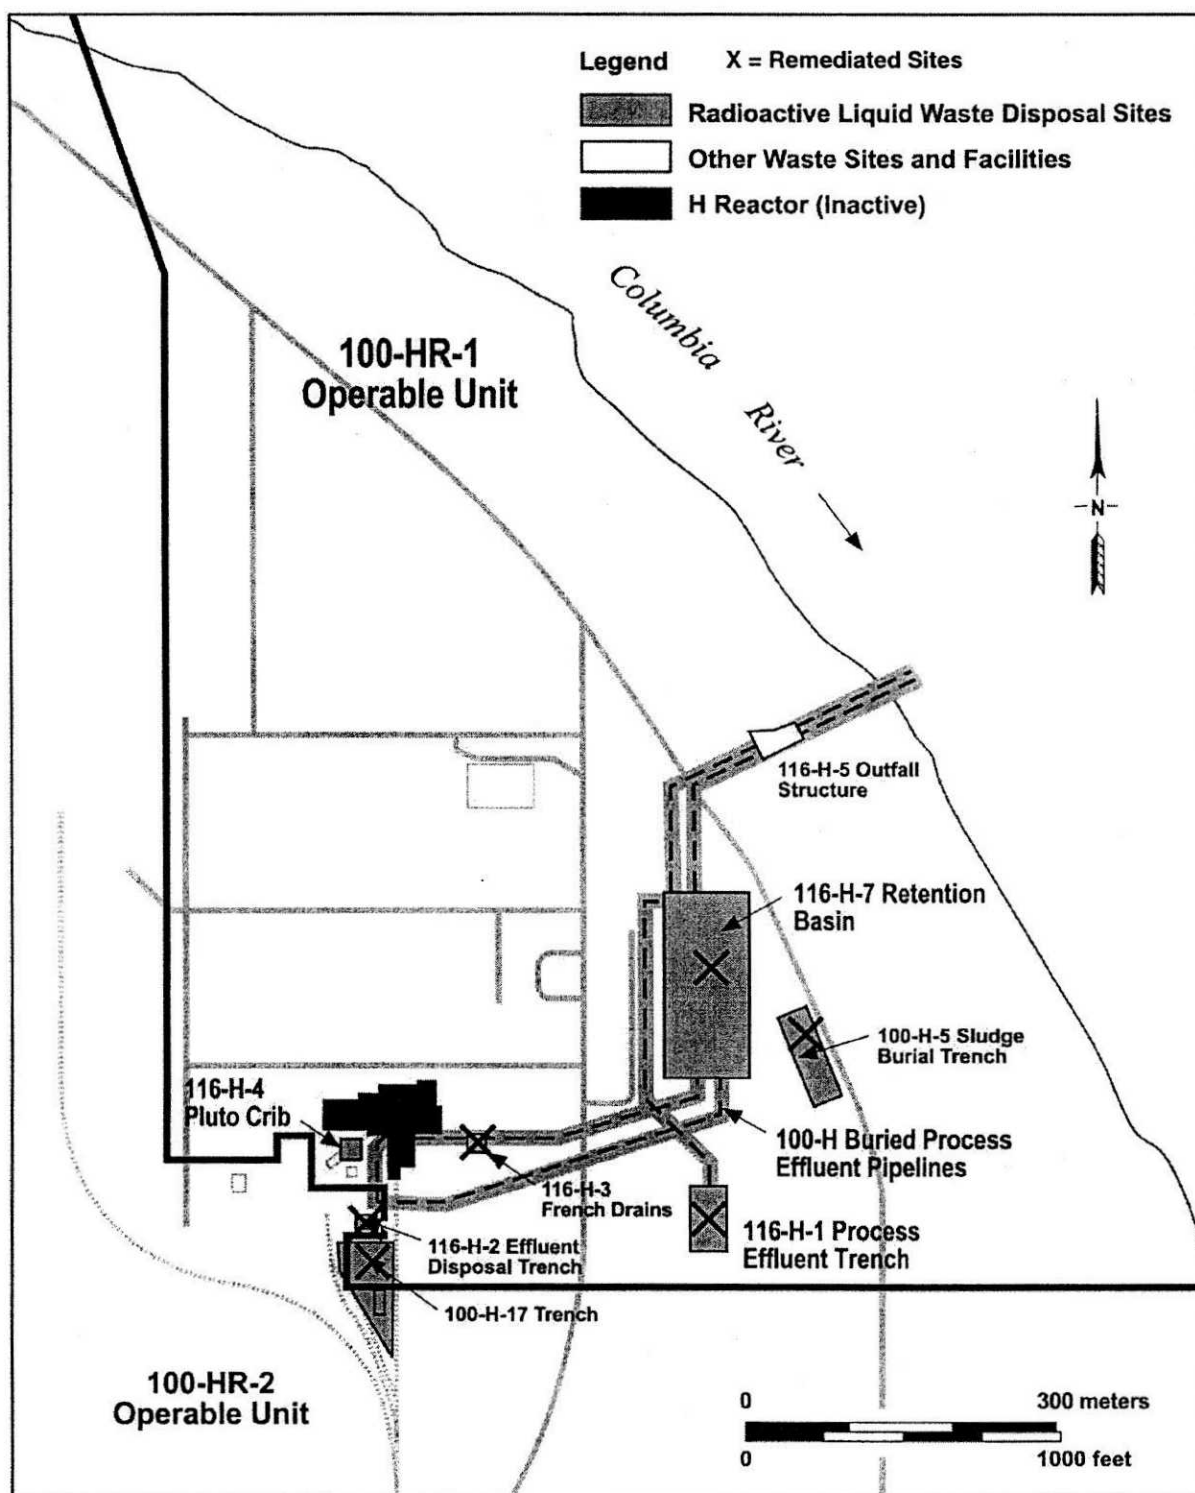 Legend X = Remediated Sites
Radioactive Liquid Waste Disposal Sites
Other Waste Sites and Facilities
H Reactor (Inactive)
Columbia
River
100-HR-1
Operable Unit
N
116-H-5 Outfall
Structure
116-H-7 Retention
Basin
100-H-5 Sludge
Burial Trench
116-H-4
Pluto Crib
100-H Buried Process
Effluent Pipelines
116-H-3
French Drains
116-H-1 Process
Effluent Trench
116-H-2 Effluent
Disposal Trench
100-H-17 Trench
100-HR-2
Operable Unit
0 300 meters
0 1000 feet